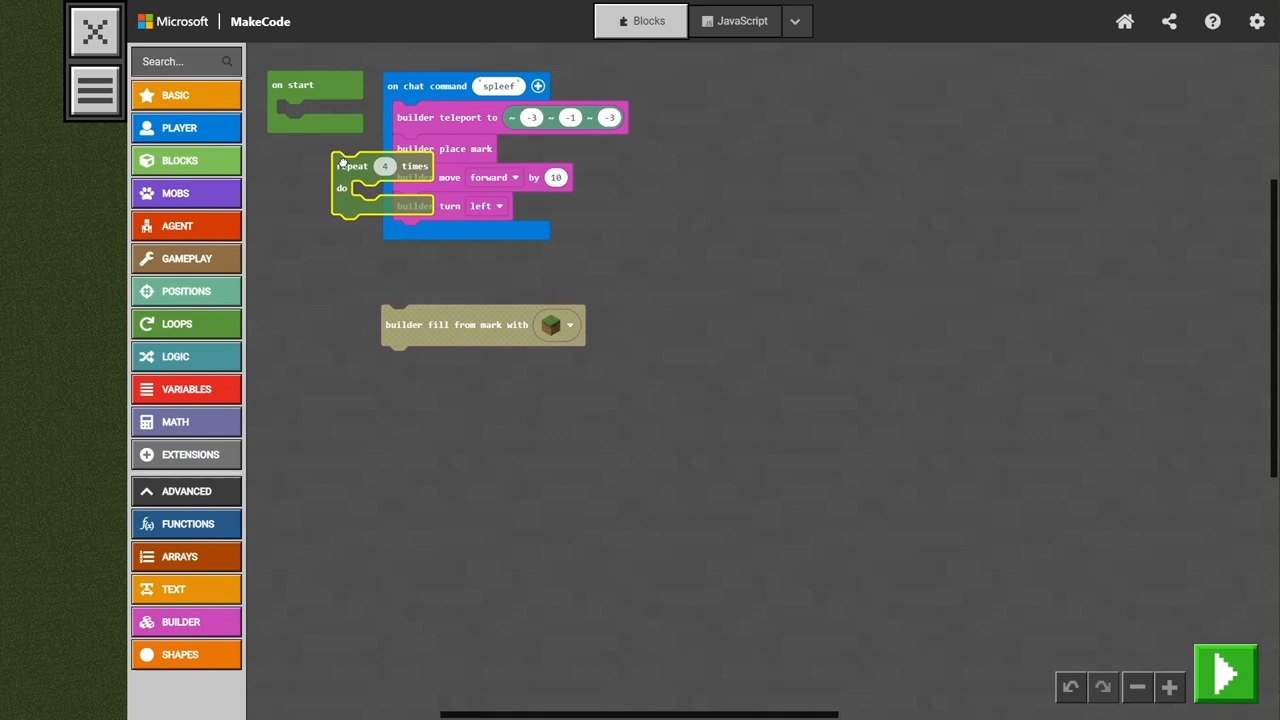 Microsoft | MakeCode
Blocks
JavaScript
Search...
BASIC
PLAYER
BLOCKS
MOBS
AGENT
GAMEPLAY
POSITIONS
LOOPS
LOGIC
VARIABLES
MATH
EXTENSIONS
ADVANCED
FUNCTIONS
ARRAYS
TEXT
BUILDER
SHAPES
on start
on chat command "spleef"
builder teleport to ~ -3 ~ -1 ~ -3
builder place mark
repeat 4 times
do
builder move forward by 10
builder turn left
builder fill from mark with